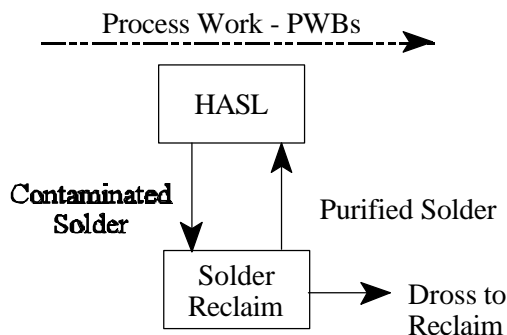 Process Work - PWBs
HASL
Contaminated
Solder
Purified Solder
Solder
Reclaim
Dross to
Reclaim